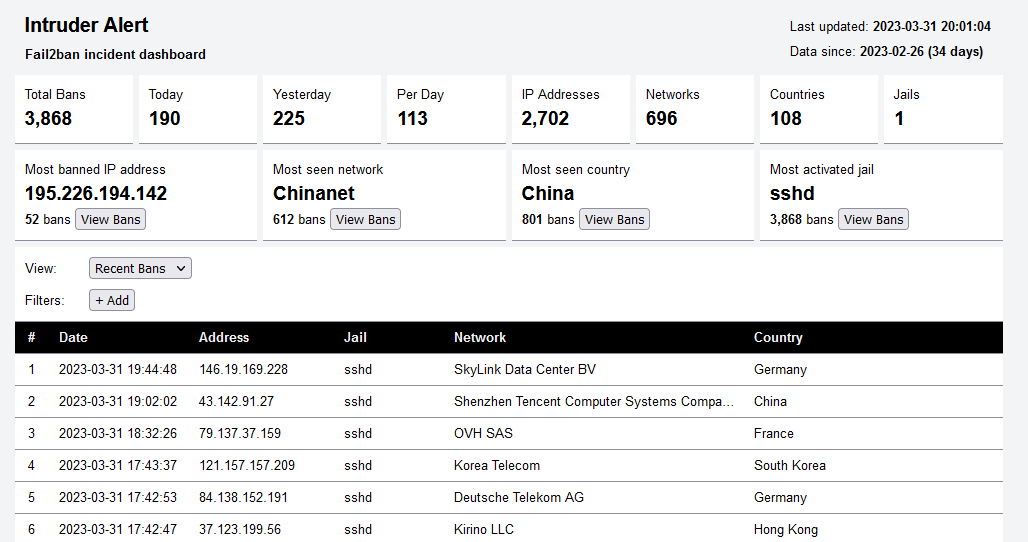 Intruder Alert
Last updated: 2023-03-31 20:01:04
Fail2ban incident dashboard
Data since: 2023-02-26 (34 days)
Total Bans Today Yesterday Per Day IP Addresses Networks Countries Jails
3,868 190 225 113 2,702 696 108 1
Most banned IP address Most seen network Most seen country Most activated jail
195.226.194.142 Chinanet China sshd
52 bans View Bans 612 bans View Bans 801 bans View Bans 3,868 bans View Bans
View: Recent Bans
Filters: + Add
# Date Address Jail Network Country
1 2023-03-31 19:44:48 146.19.169.228 sshd SkyLink Data Center BV Germany
2 2023-03-31 19:02:02 43.142.91.27 sshd Shenzhen Tencent Computer Systems Compa... China
3 2023-03-31 18:32:26 79.137.37.159 sshd OVH SAS France
4 2023-03-31 17:43:37 121.157.157.209 sshd Korea Telecom South Korea
5 2023-03-31 17:42:53 84.138.152.191 sshd Deutsche Telekom AG Germany
6 2023-03-31 17:42:47 37.123.199.56 sshd Kirino LLC Hong Kong